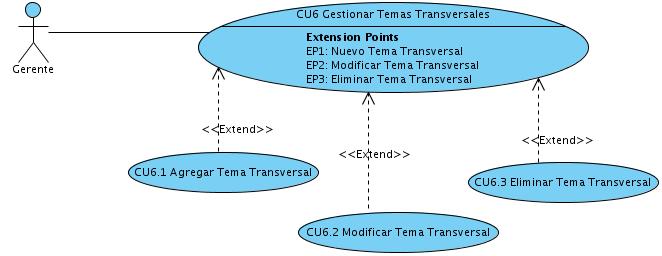 CU6 Gestionar Temas Transversales
Extension Points
EP1: Nuevo Tema Transversal
EP2: Modificar Tema Transversal
EP3: Eliminar Tema Transversal
Gerente
<<Extend>>
<<Extend>>
<<Extend>>
CU6.1 Agregar Tema Transversal
CU6.3 Eliminar Tema Transversal
CU6.2 Modificar Tema Transversal